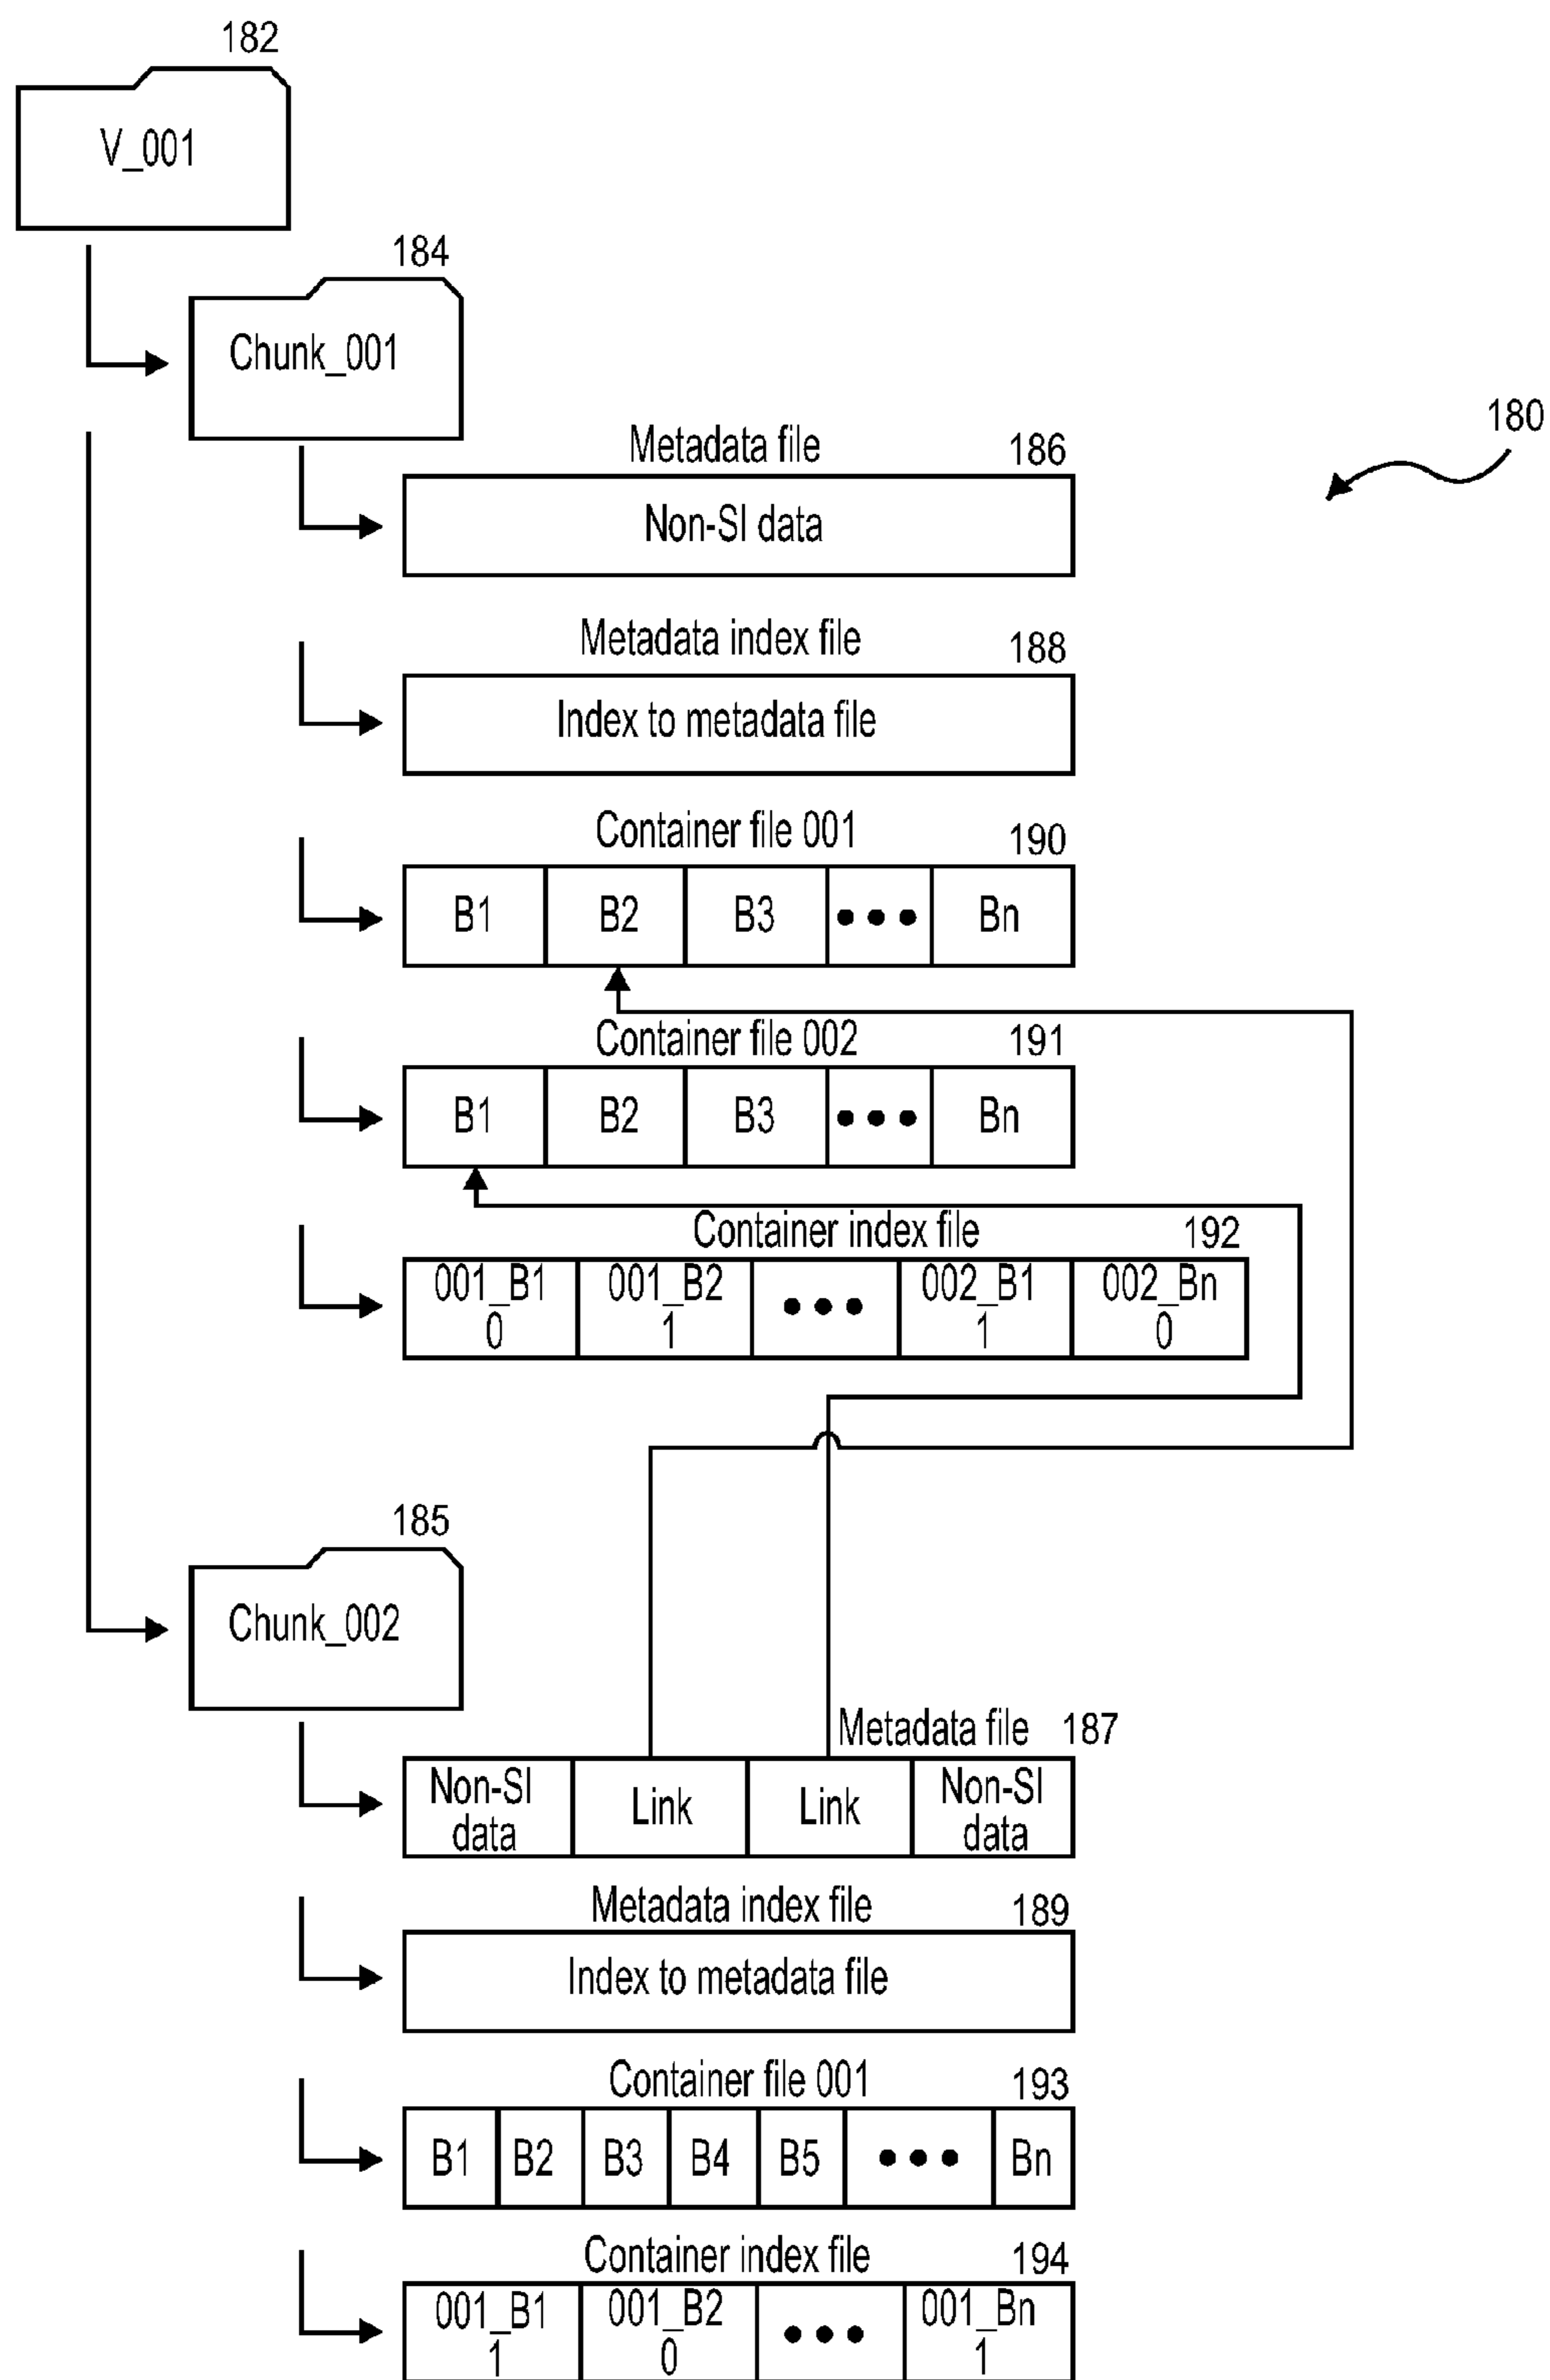 182
V_001
184
Chunk_001
180
Metadata file 186
Non-SI data
Metadata index file 188
Index to metadata file
Container file 001 190
B1 B2 B3 ••• Bn
Container file 002 191
B1 B2 B3 ••• Bn
Container index file 192
001_B1 001_B2 ••• 002_B1 002_Bn
0 1 1 0
185
Chunk_002
Metadata file 187
Non-SI Link Link Non-SI
data data
Metadata index file 189
Index to metadata file
Container file 001 193
B1 B2 B3 B4 B5 ••• Bn
Container index file 194
001_B1 001_B2 ••• 001_Bn
1 0 1